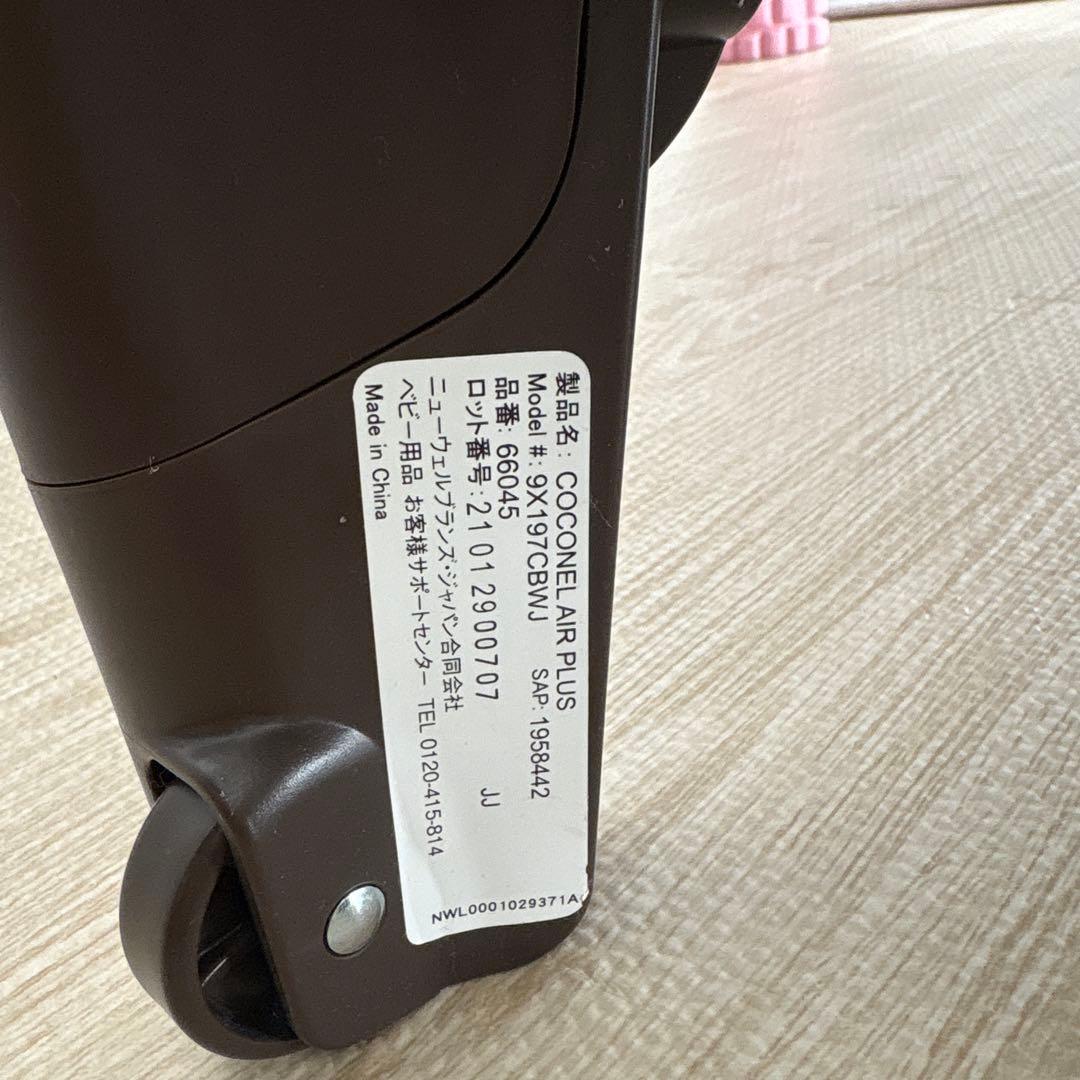 製品名: COCONEL AIR PLUS
Model #: 9X197CBWJ SAP: 1958442
品番: 66045
ロット番号: 21012900707 JJ
ニューウェルブランズ・ジャパン合同会社
ベビー用品 お客様サポートセンター TEL 0120-415-814
Made in China
NWL0001029371A